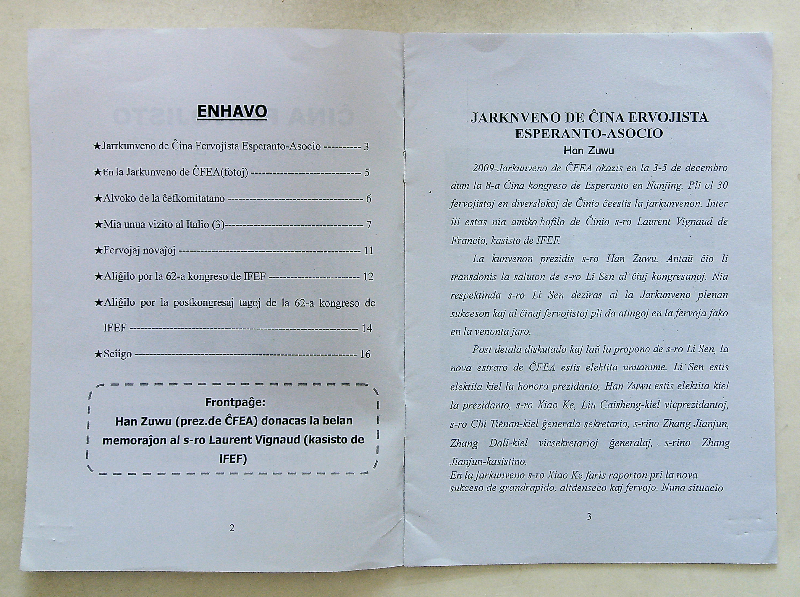 ENHAVO
★Jarrkunveno de Ĉina Fervojista Esperanto-Asocio ---------- 3
★En la Jarkunveno de ĈFEA(fotoj) ---------- 5
★Alvoko de la ĉefkomitatano ---------- 6
★Mia unua vizito al Italio (3)---------- 7
★Fervojaj novaĵoj ---------- 11
★Aliĝilo por la 62-a kongreso de IFEF ---------- 12
★Aliĝilo por la postkongresaj tagoj de la 62-a kongreso de
IFEF ---------- 14
★Sciigo ---------- 16
Frontpaĝe:
Han Zuwu (prez.de ĈFEA) donacas la belan
memoraĵon al s-ro Laurent Vignaud (kasisto de
IFEF)
2
JARKNVENO DE ĈINA ERVOJISTA
ESPERANTO-ASOCIO
Han Zuwu
2009-Jarkunveno de ĈFEA okazis en la 3-5 de decembro
dum la 8-a Ĉina kongreso de Esperanto en Nanjing. Pli ol 30
fervojistoj en diverslokoj de Ĉinio ĉeestis la jarkunvenon. Inter
ili estas nia amiko-bofilo de Ĉinio s-ro Laurent Vignaud de
Francio, kasisto de IFEF.
La kunvenon prezidis s-ro Han Zuwu. Antaŭ ĉio li
transdonis la saluton de s-ro Li Sen al ĉiuj kongresanoj. Nia
respektinda s-ro Li Sen deziras al la Jarkunveno plenan
sukceson kaj al ĉinaj fervojistoj pli da atingoj en la fervoja fako
en la venonta jaro.
Post detala diskutado kaj laŭ la propono de s-ro Li Sen, la
nova estraro de ĈFEA estis elektita unuanime. Li Sen estis
elektita kiel la honora prezidanto, Han Zuwu estis elektita kiel
la prezidanto, s-roj Xiao Ke, Liu Caisheng-kiel vicprezidantoj,
s-ro Chi Tienan-kiel ĝenerala sekretario, s-rino Zhang Jianjun,
Zhang Dali-kiel vicsekretarioj ĝeneralaj, s-rino Zhang
Jianjun-kasistino.
En la jarkunveno s-ro Xiao Ke faris raporton pri la nova
sukceso de grandrapido, altdenseco kaj fervojo. Nuna situacio
3